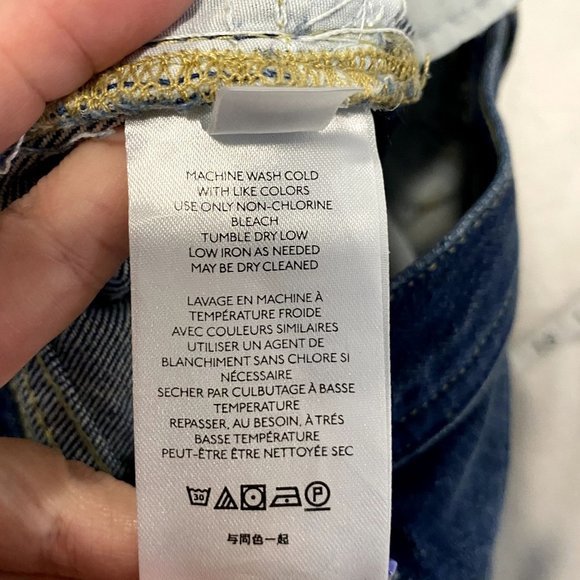 MACHINE WASH COLD
WITH LIKE COLORS
USE ONLY NON-CHLORINE
BLEACH
TUMBLE DRY LOW
LOW IRON AS NEEDED
MAY BE DRY CLEANED
LAVAGE EN MACHINE À
TEMPÉRATURE FROIDE
AVEC COULEURS SIMILAIRES
UTILISER UN AGENT DE
BLANCHIMENT SANS CHLORE SI
NÉCESSAIRE
SECHER PAR CULBUTAGE À BASSE
TEMPERATURE
REPASSER, AU BESOIN, À TRÉS
BASSE TEMPÉRATURE
PEUT-ÊTRE ÊTRE NETTOYÉE SEC
30 P
与同色一起